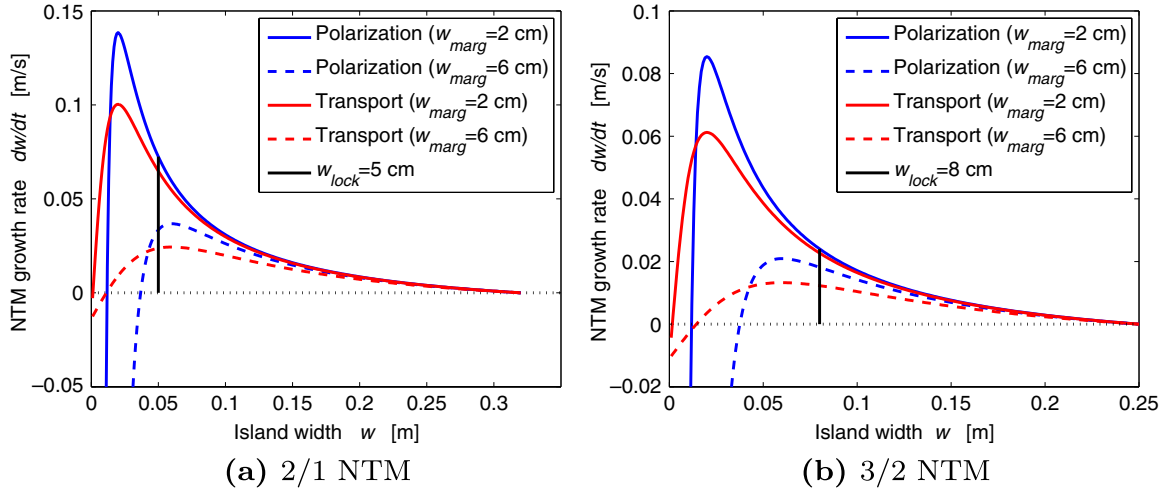 NTM growth rate dw/dt [m/s]
0.15
0.1
0.05
0
−0.05
Polarization (w_marg=2 cm)
Polarization (w_marg=6 cm)
Transport (w_marg=2 cm)
Transport (w_marg=6 cm)
w_lock=5 cm
0 0.05 0.1 0.15 0.2 0.25 0.3
Island width w [m]
(a) 2/1 NTM
NTM growth rate dw/dt [m/s]
0.1
0.08
0.06
0.04
0.02
0
−0.02
Polarization (w_marg=2 cm)
Polarization (w_marg=6 cm)
Transport (w_marg=2 cm)
Transport (w_marg=6 cm)
w_lock=8 cm
0 0.05 0.1 0.15 0.2 0.25
Island width w [m]
(b) 3/2 NTM